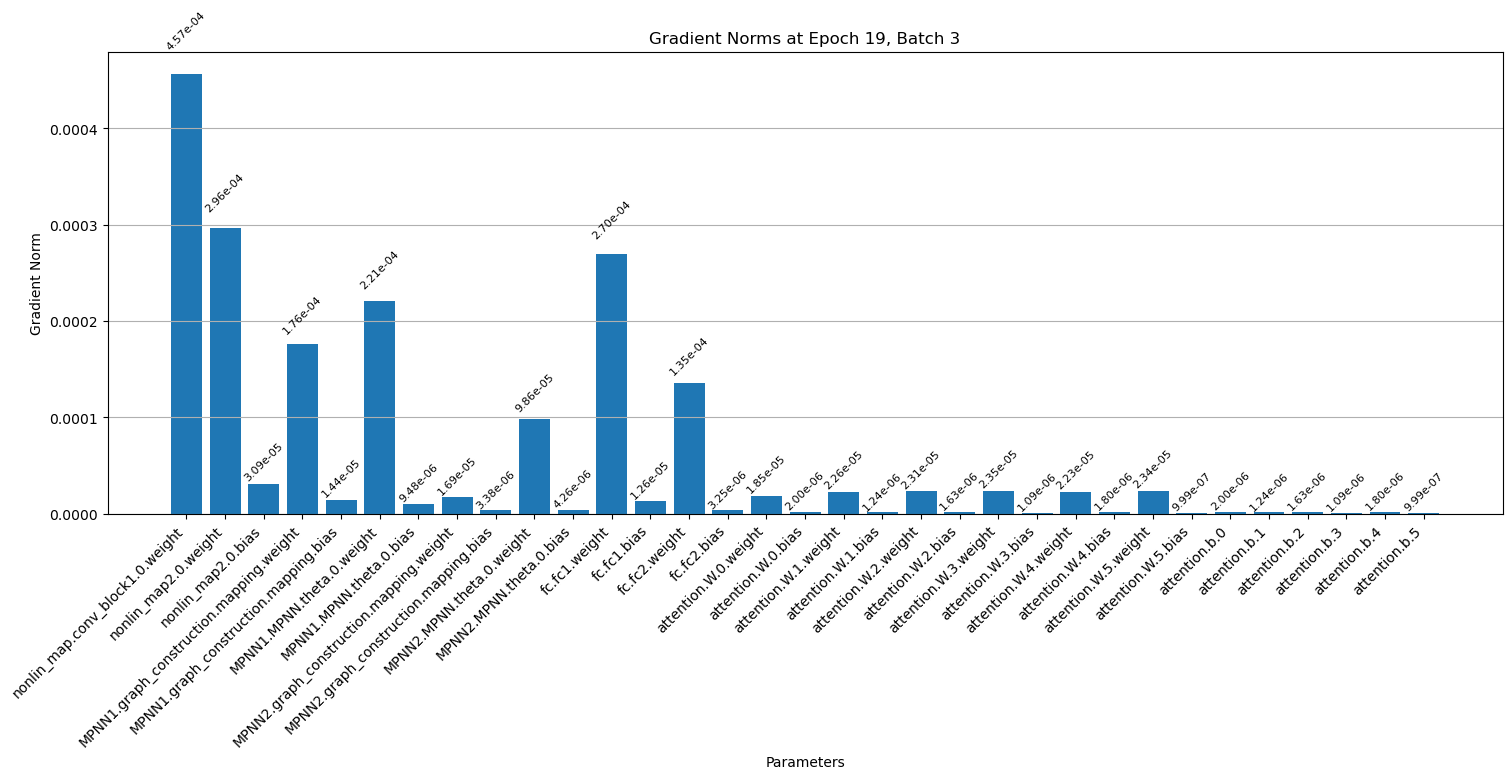 Gradient Norms at Epoch 19, Batch 3
Gradient Norm
0.0004
0.0003
0.0002
0.0001
0.0000
4.57e-04
2.96e-04
3.09e-05
1.76e-04
1.44e-05
2.21e-04
9.48e-06
1.69e-05
3.38e-06
9.86e-05
4.26e-06
2.70e-04
1.26e-05
1.35e-04
3.25e-06
1.85e-05
2.00e-06
2.26e-05
1.24e-06
2.31e-05
1.63e-06
2.35e-05
1.09e-06
2.23e-05
1.80e-06
2.34e-05
9.99e-07
2.00e-06
1.24e-06
1.63e-06
1.09e-06
1.80e-06
9.99e-07
nonlin_map.conv_block1.0.weight
nonlin_map2.0.weight
nonlin_map2.0.bias
MPNN1.graph_construction.mapping.weight
MPNN1.graph_construction.mapping.bias
MPNN1.MPNN.theta.0.weight
MPNN1.MPNN.theta.0.bias
MPNN2.graph_construction.mapping.weight
MPNN2.graph_construction.mapping.bias
MPNN2.MPNN.theta.0.weight
MPNN2.MPNN.theta.0.bias
fc.fc1.weight
fc.fc1.bias
fc.fc2.weight
fc.fc2.bias
attention.W.0.weight
attention.W.0.bias
attention.W.1.weight
attention.W.1.bias
attention.W.2.weight
attention.W.2.bias
attention.W.3.weight
attention.W.3.bias
attention.W.4.weight
attention.W.4.bias
attention.W.5.weight
attention.W.5.bias
attention.b.0
attention.b.1
attention.b.2
attention.b.3
attention.b.4
attention.b.5
Parameters